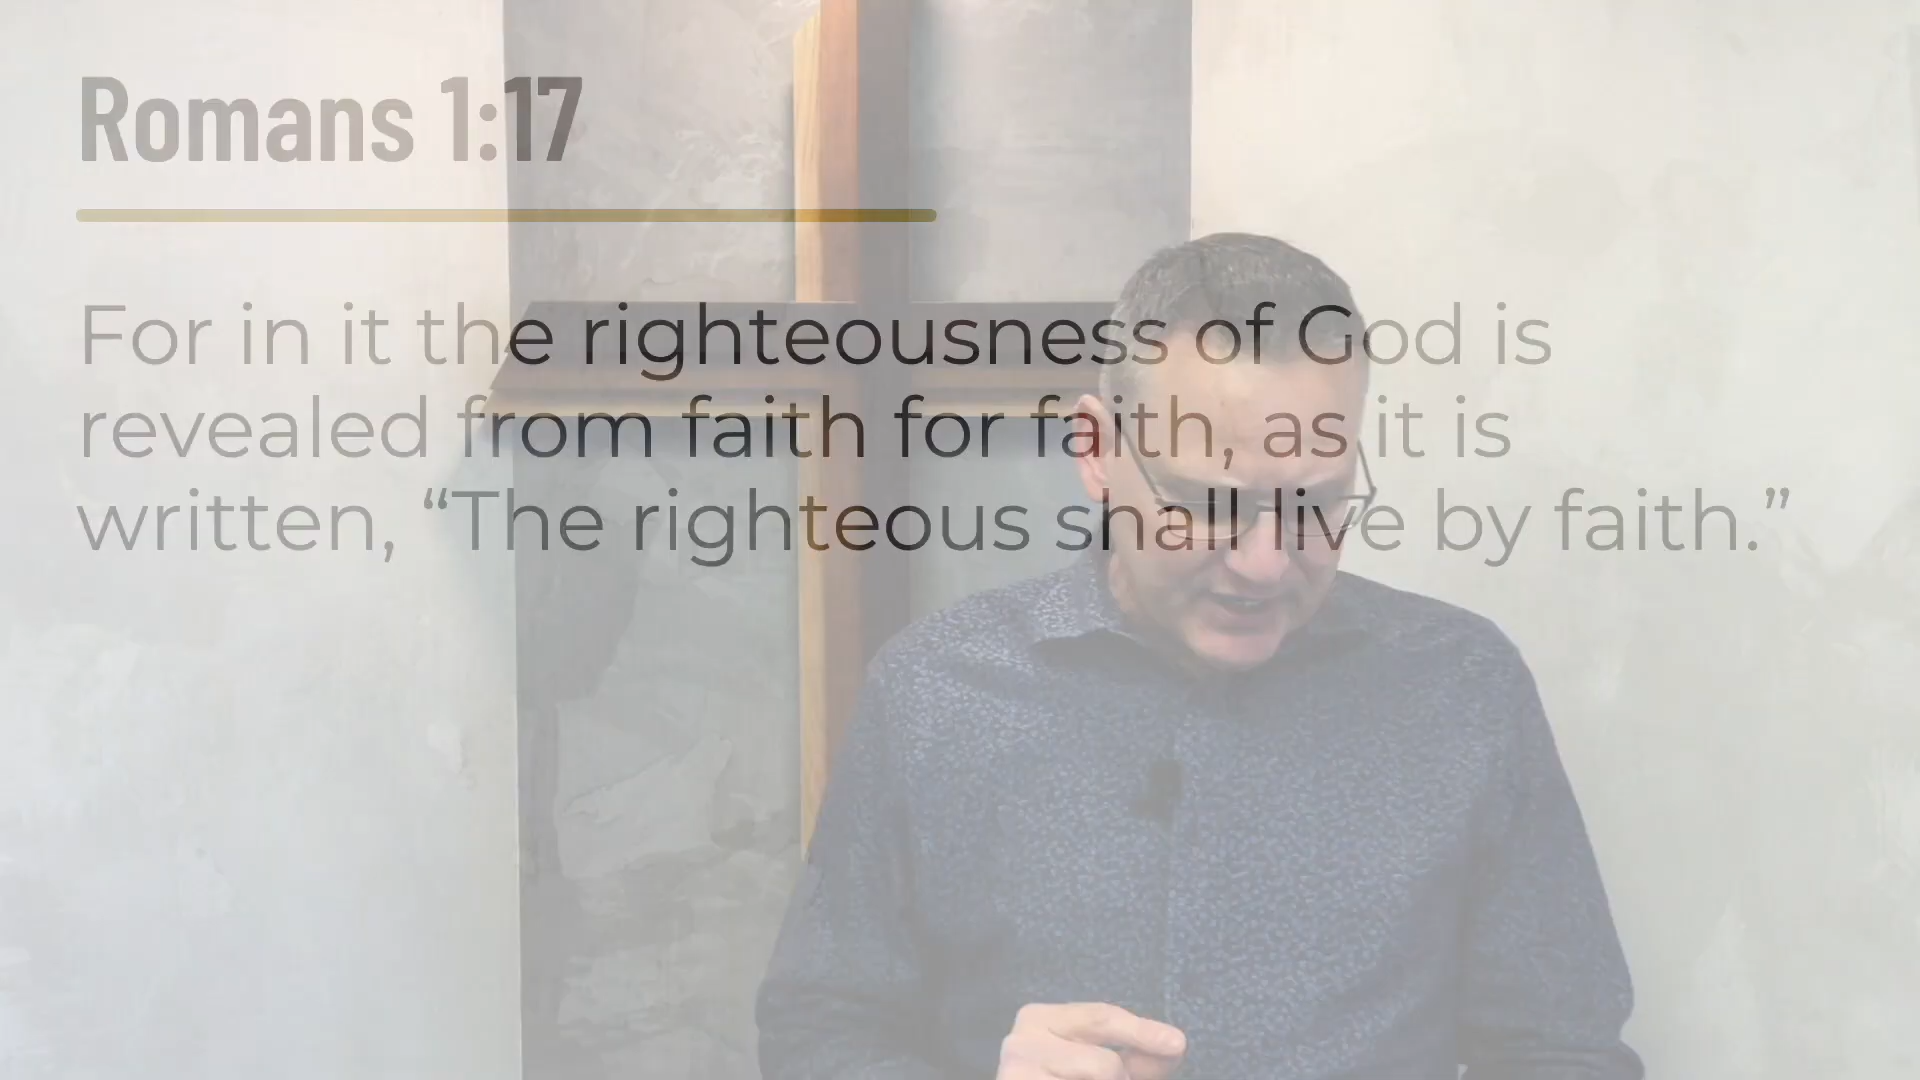 Romans 1:17
For in it the righteousness of God is
revealed from faith for faith, as it is
written, “The righteous shall live by faith.”